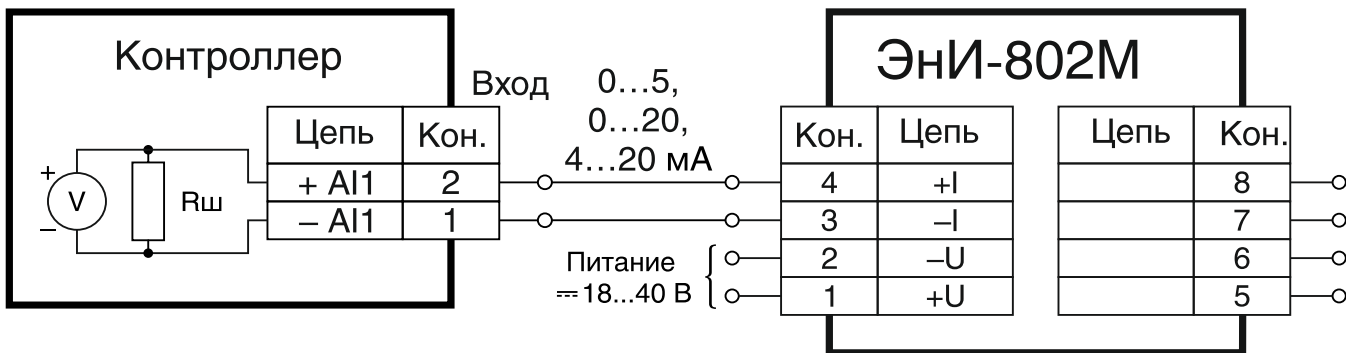 Контроллер
Вход
0...5,
0...20,
4...20 мА
ЭнИ-802М
Цепь Кон.
+ AI1 2
– AI1 1
+
V
–
Rш
Кон. Цепь
4 +I
3 –I
2 –U
1 +U
Цепь Кон.
8
7
6
5
Питание
⎓18...40 В